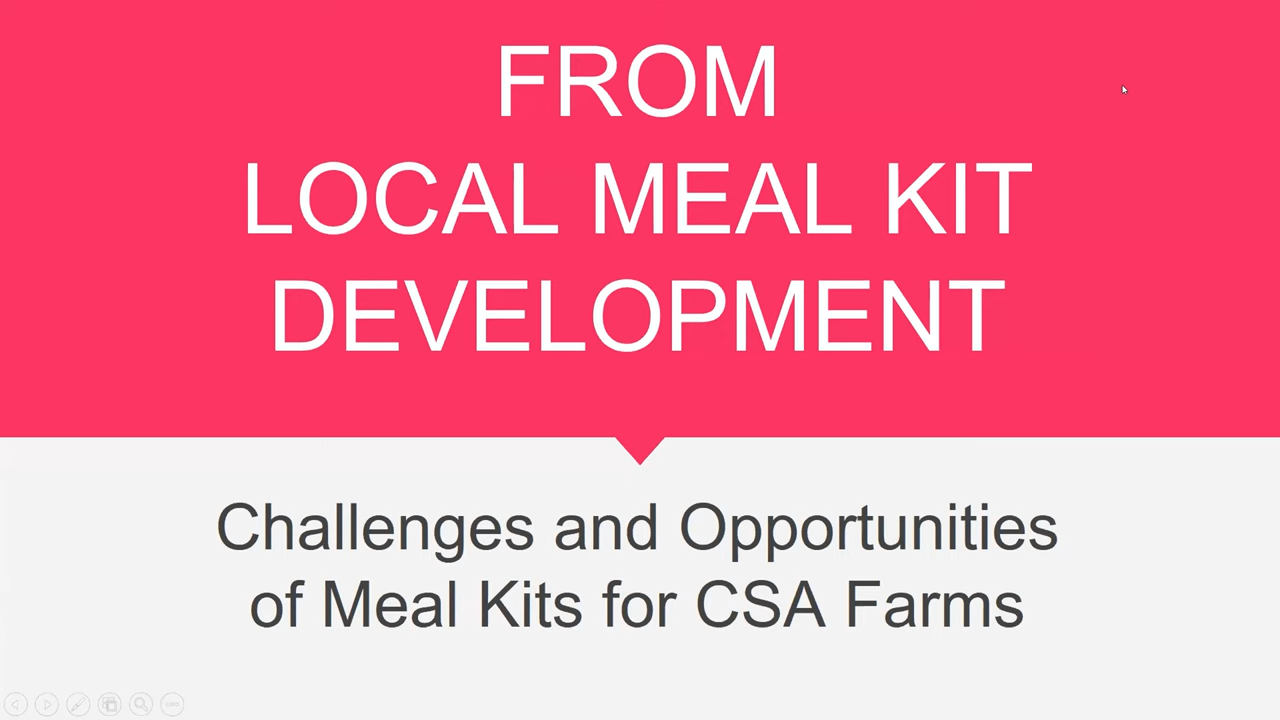 FROM
LOCAL MEAL KIT
DEVELOPMENT
Challenges and Opportunities
of Meal Kits for CSA Farms